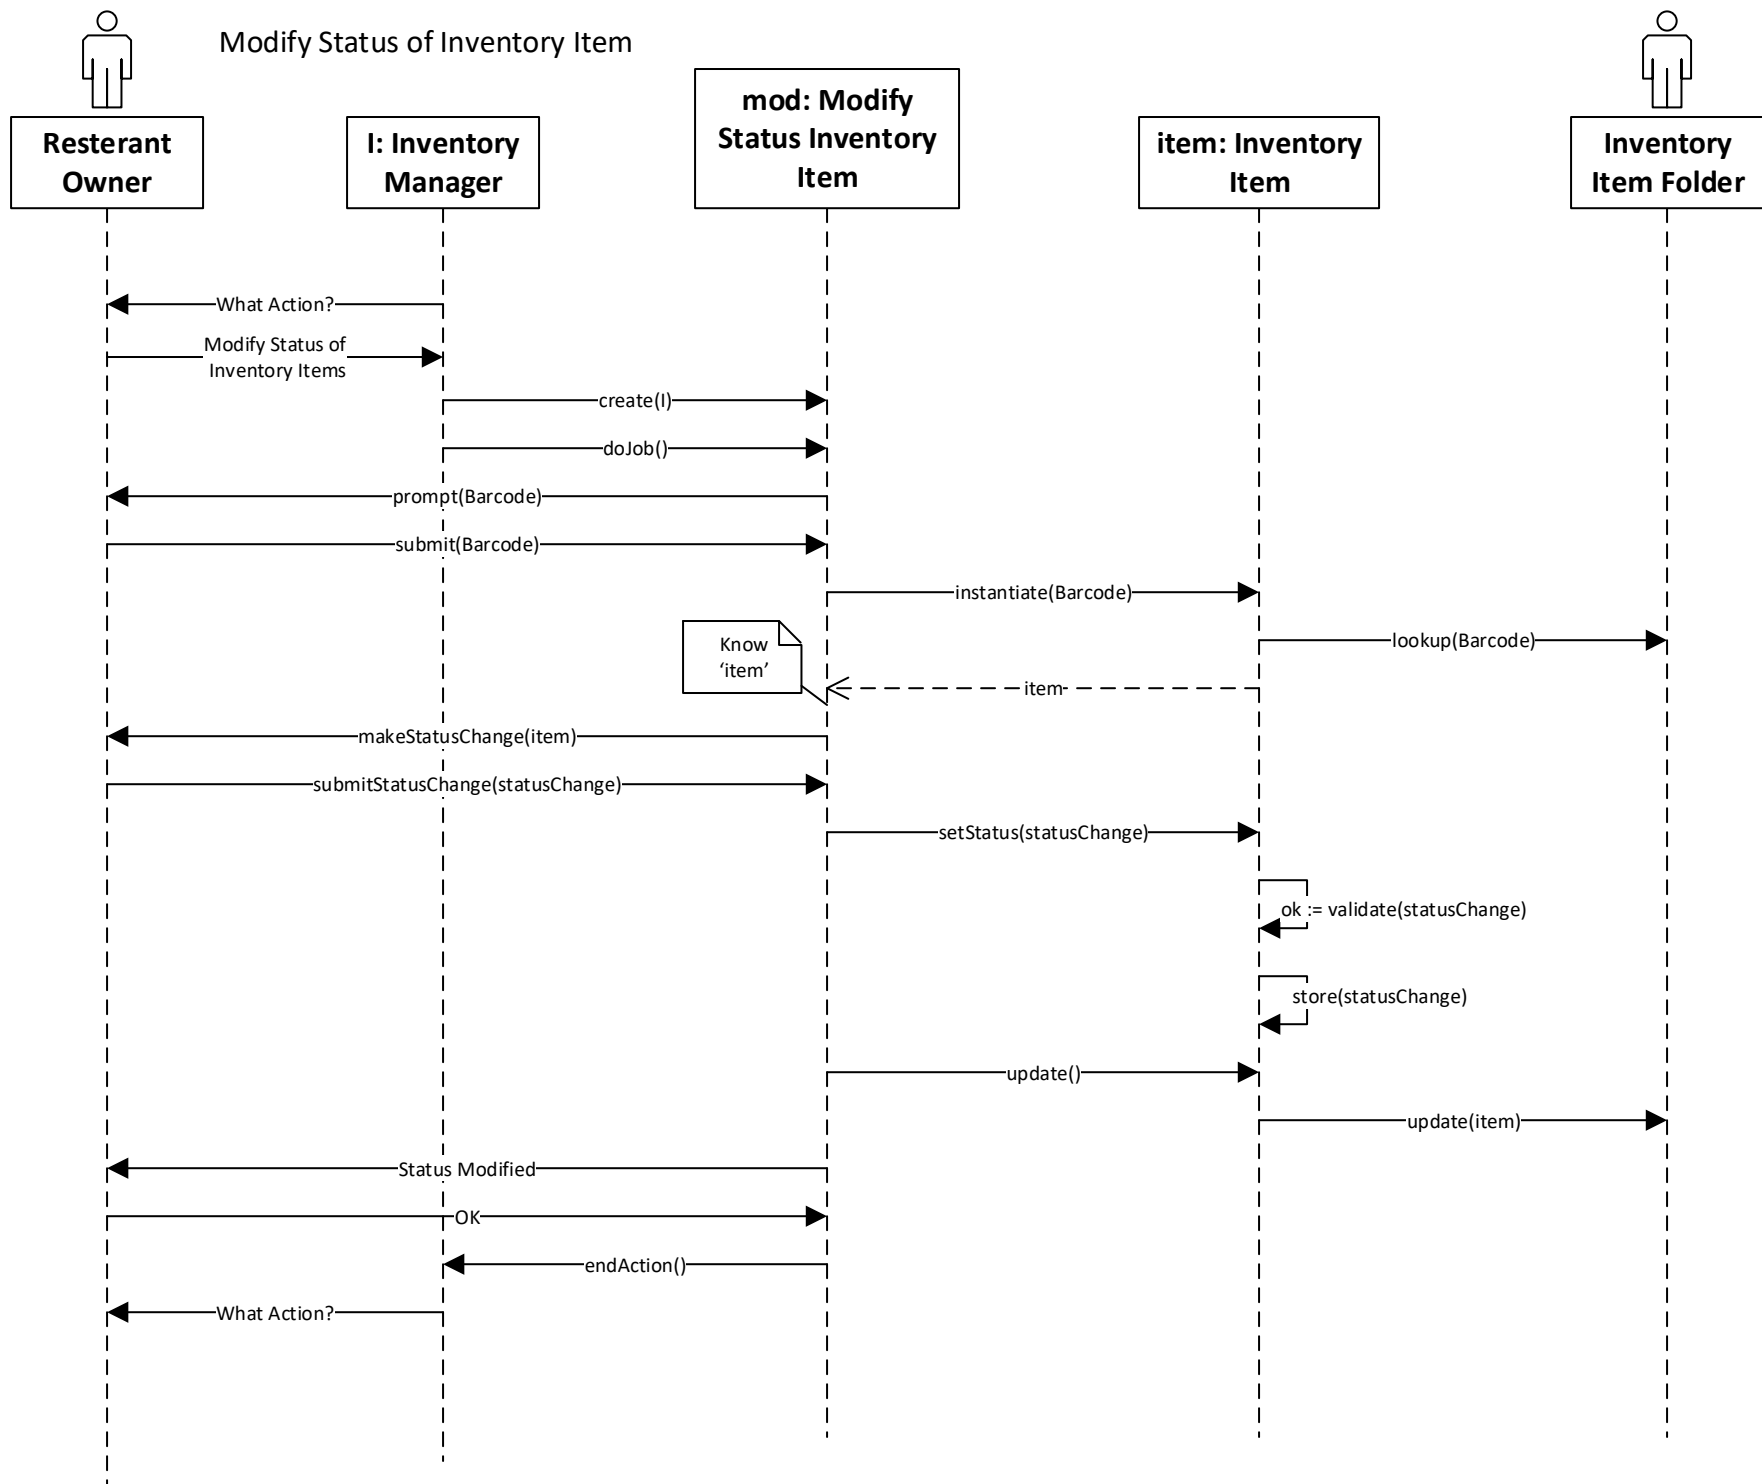 Modify Status of Inventory Item
Resterant
Owner
I: Inventory
Manager
mod: Modify
Status Inventory
Item
item: Inventory
Item
Inventory
Item Folder
What Action?
Modify Status of
Inventory Items
create(I)
doJob()
prompt(Barcode)
submit(Barcode)
instantiate(Barcode)
lookup(Barcode)
Know
‘item’
item
makeStatusChange(item)
submitStatusChange(statusChange)
setStatus(statusChange)
ok := validate(statusChange)
store(statusChange)
update()
update(item)
Status Modified
OK
endAction()
What Action?